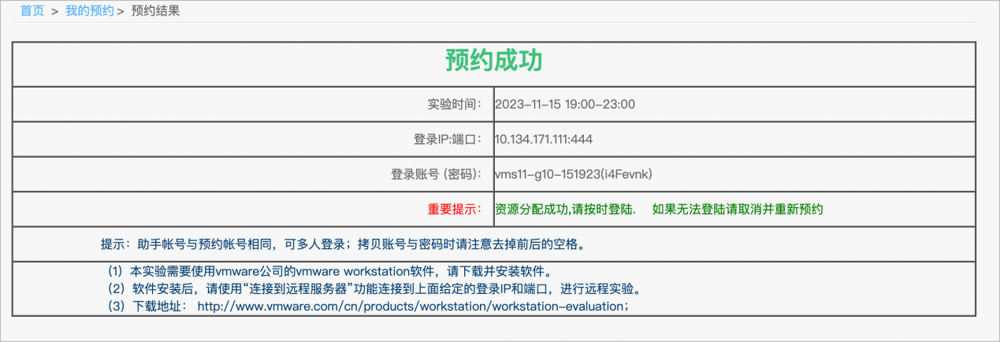 首页 > 我的预约 > 预约结果
预约成功
实验时间： 2023-11-15 19:00-23:00
登录IP:端口： 10.134.171.111:444
登录账号 (密码)： vms11-g10-151923(i4Fevnk)
重要提示： 资源分配成功,请按时登陆. 如果无法登陆请取消并重新预约
提示：助手帐号与预约帐号相同，可多人登录；拷贝账号与密码时请注意去掉前后的空格。
（1）本实验需要使用vmware公司的vmware workstation软件，请下载并安装软件。
（2）软件安装后，请使用“连接到远程服务器”功能连接到上面给定的登录IP和端口，进行远程实验。
（3）下载地址： http://www.vmware.com/cn/products/workstation/workstation-evaluation；